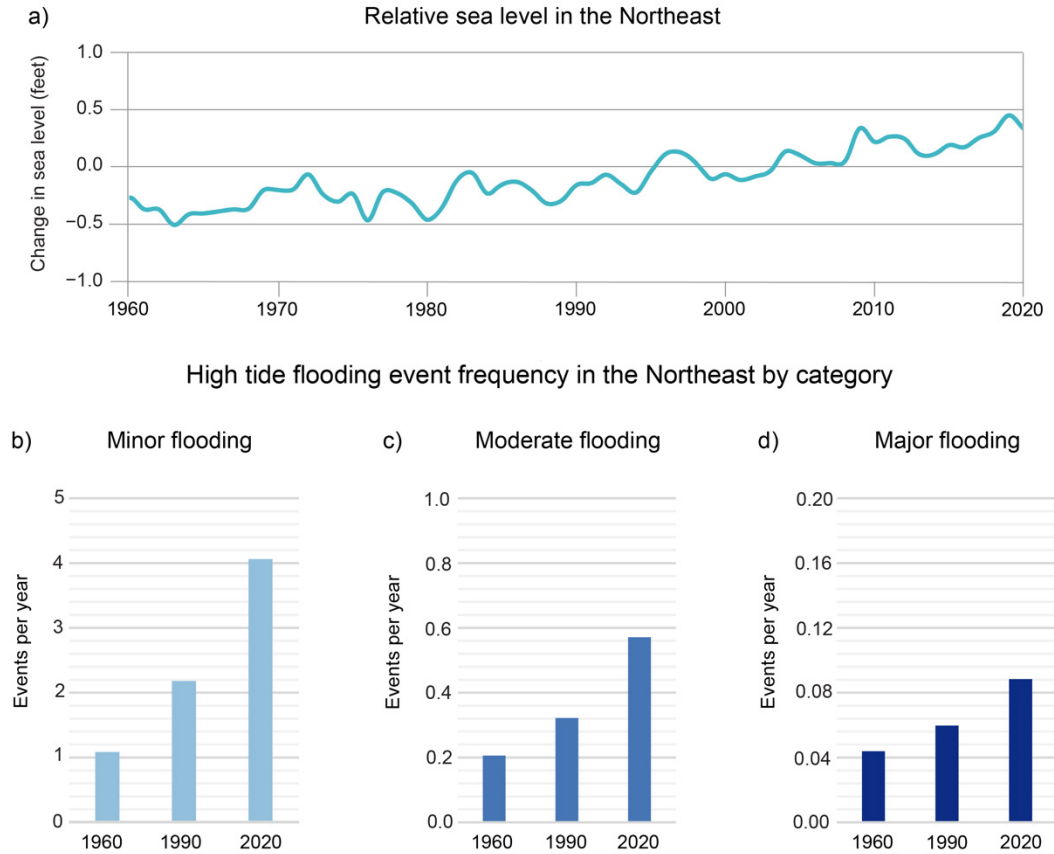 a) Relative sea level in the Northeast
Change in sea level (feet)
1.0
0.5
0.0
−0.5
−1.0
1960 1970 1980 1990 2000 2010 2020
High tide flooding event frequency in the Northeast by category
b) Minor flooding
Events per year
5
4
3
2
1
0
1960 1990 2020
c) Moderate flooding
Events per year
1.0
0.8
0.6
0.4
0.2
0.0
1960 1990 2020
d) Major flooding
Events per year
0.20
0.16
0.12
0.08
0.04
0.00
1960 1990 2020